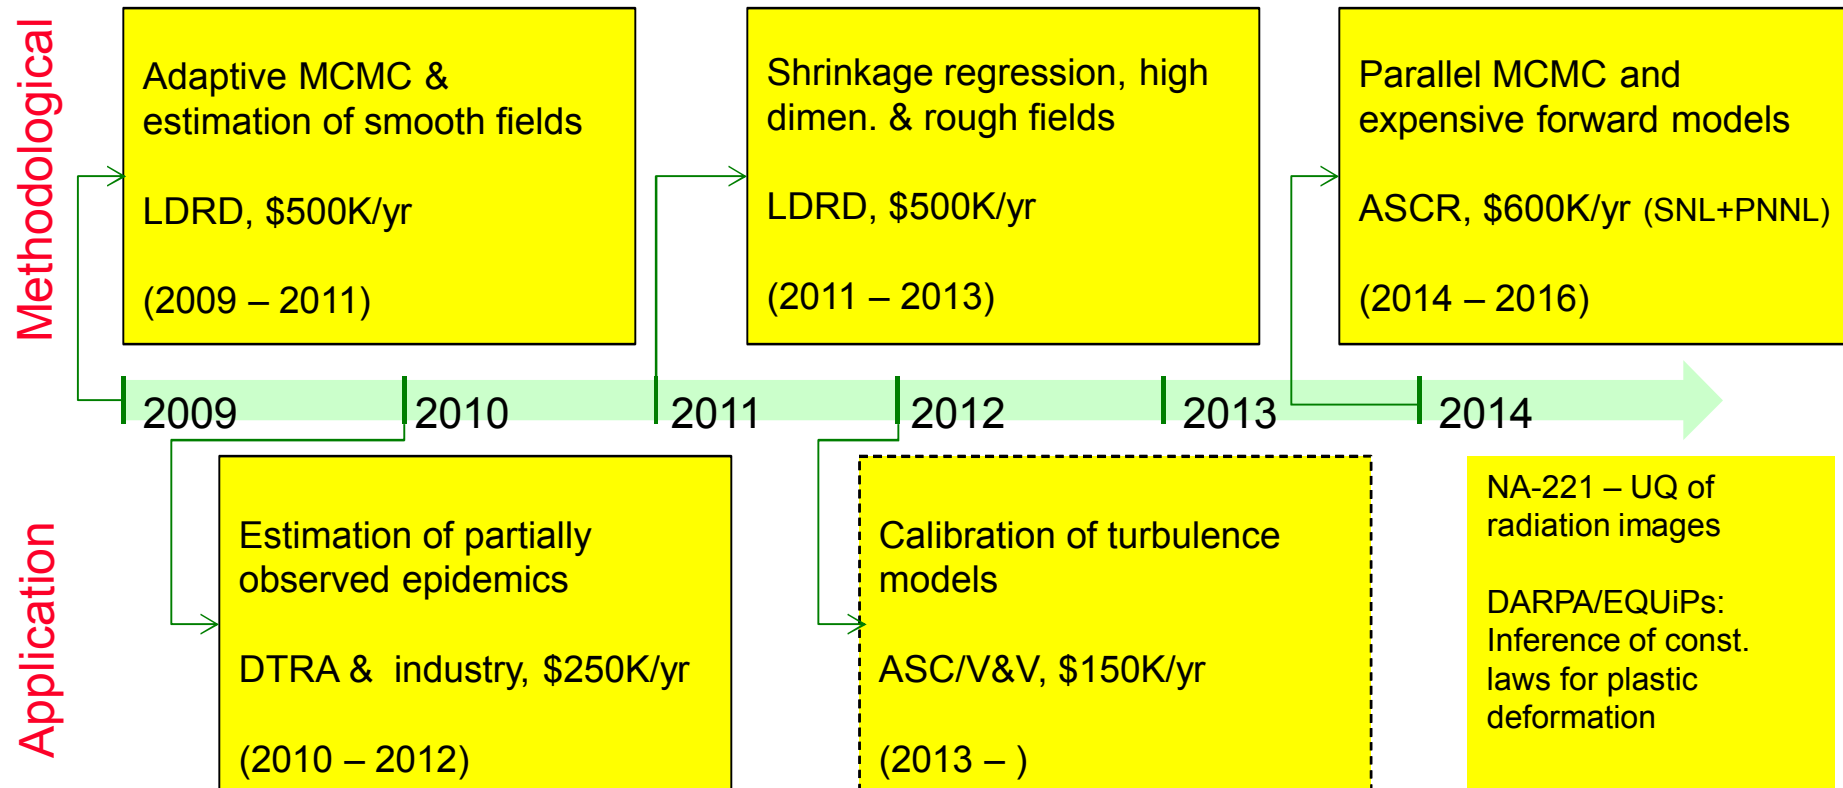 Methodological
Adaptive MCMC &
estimation of smooth fields
LDRD, $500K/yr
(2009 – 2011)
Shrinkage regression, high
dimen. & rough fields
LDRD, $500K/yr
(2011 – 2013)
Parallel MCMC and
expensive forward models
ASCR, $600K/yr (SNL+PNNL)
(2014 – 2016)
2009
2010
2011
2012
2013
2014
Application
Estimation of partially
observed epidemics
DTRA & industry, $250K/yr
(2010 – 2012)
Calibration of turbulence
models
ASC/V&V, $150K/yr
(2013 – )
NA-221 – UQ of
radiation images
DARPA/EQUiPs:
Inference of const.
laws for plastic
deformation